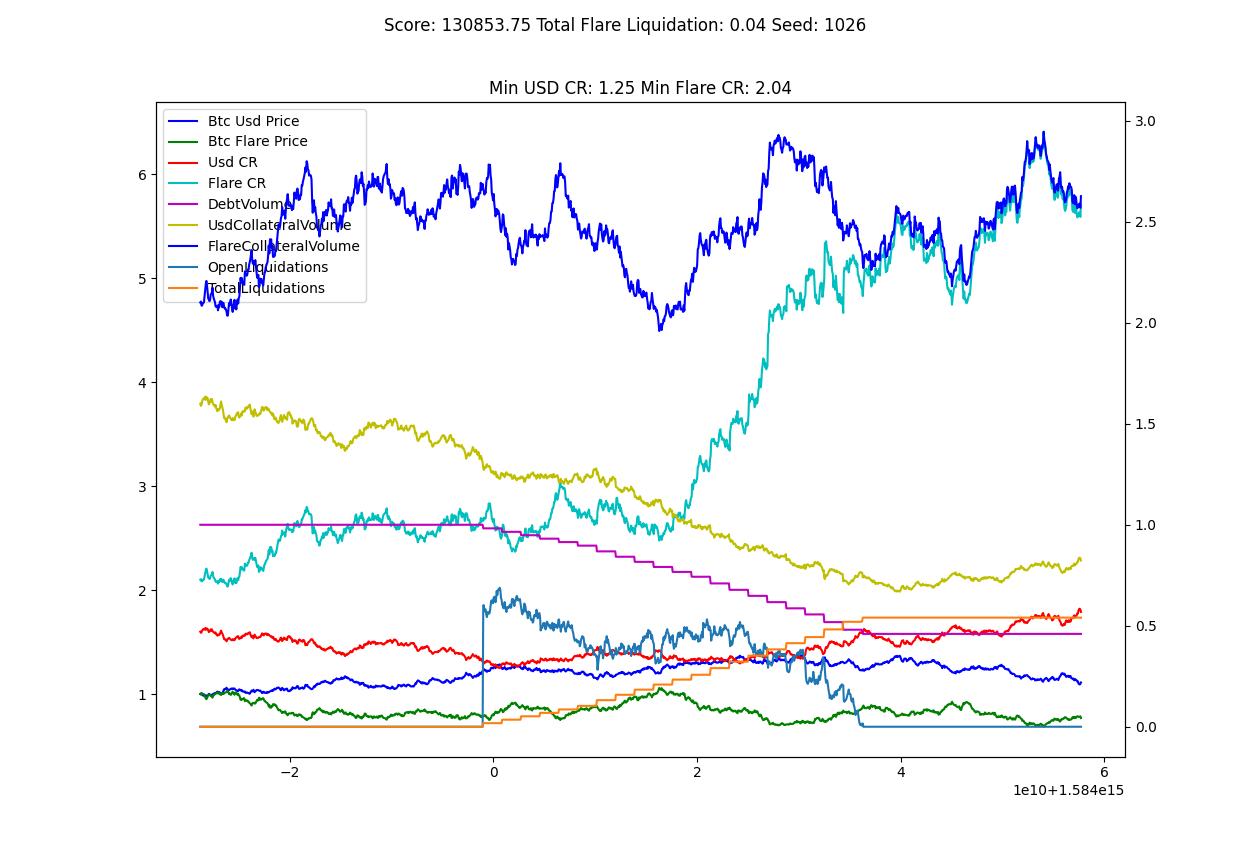 Score: 130853.75 Total Flare Liquidation: 0.04 Seed: 1026
Min USD CR: 1.25 Min Flare CR: 2.04
Btc Usd Price
Btc Flare Price
Usd CR
Flare CR
DebtVolume
UsdCollateralVolume
FlareCollateralVolume
OpenLiquidations
TotalLiquidations
6
5
4
3
2
1
3.0
2.5
2.0
1.5
1.0
0.5
0.0
−2 0 2 4 6
1e10+1.584e15